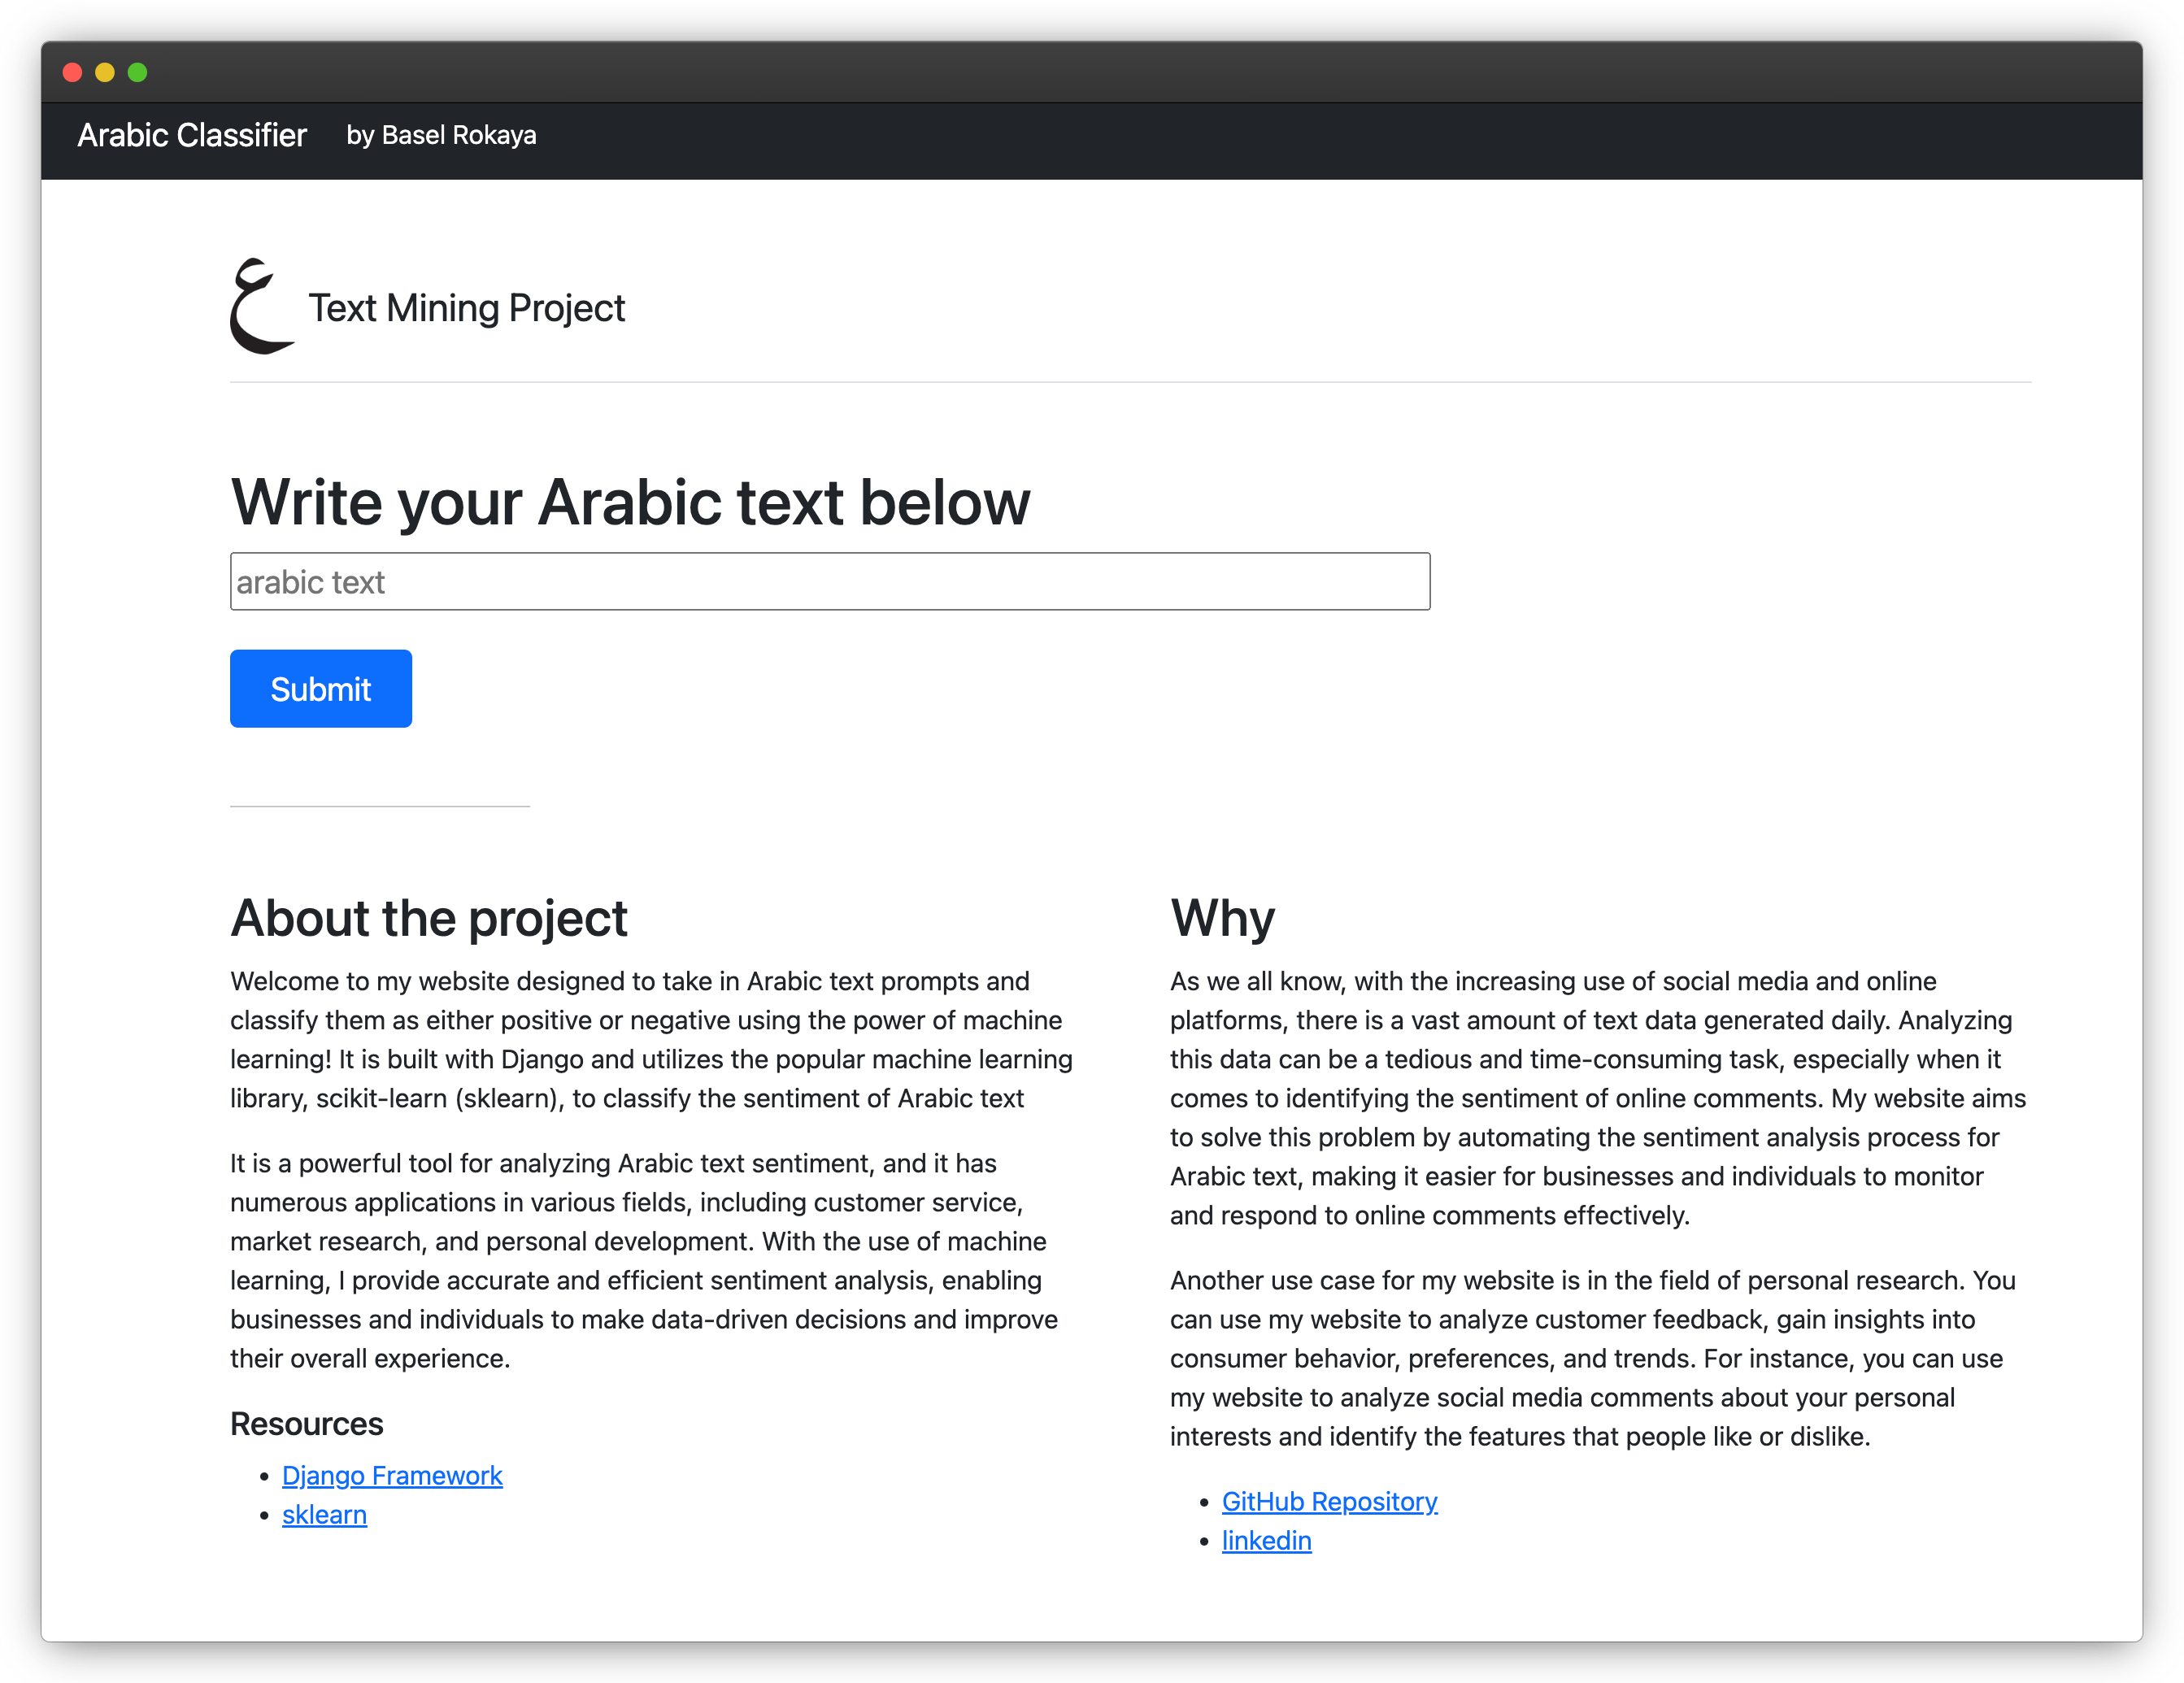 Arabic Classifier by Basel Rokaya
ع Text Mining Project
Write your Arabic text below
arabic text
Submit
About the project
Welcome to my website designed to take in Arabic text prompts and
classify them as either positive or negative using the power of machine
learning! It is built with Django and utilizes the popular machine learning
library, scikit-learn (sklearn), to classify the sentiment of Arabic text
It is a powerful tool for analyzing Arabic text sentiment, and it has
numerous applications in various fields, including customer service,
market research, and personal development. With the use of machine
learning, I provide accurate and efficient sentiment analysis, enabling
businesses and individuals to make data-driven decisions and improve
their overall experience.
Resources
• Django Framework
• sklearn
Why
As we all know, with the increasing use of social media and online
platforms, there is a vast amount of text data generated daily. Analyzing
this data can be a tedious and time-consuming task, especially when it
comes to identifying the sentiment of online comments. My website aims
to solve this problem by automating the sentiment analysis process for
Arabic text, making it easier for businesses and individuals to monitor
and respond to online comments effectively.
Another use case for my website is in the field of personal research. You
can use my website to analyze customer feedback, gain insights into
consumer behavior, preferences, and trends. For instance, you can use
my website to analyze social media comments about your personal
interests and identify the features that people like or dislike.
• GitHub Repository
• linkedin